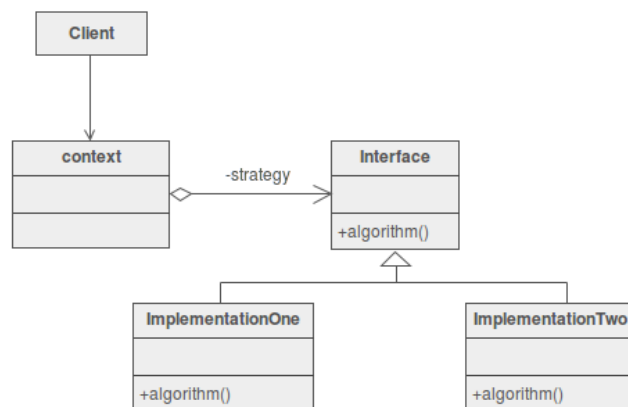 Client
context
-strategy
Interface
+algorithm()
ImplementationOne
+algorithm()
ImplementationTwo
+algorithm()